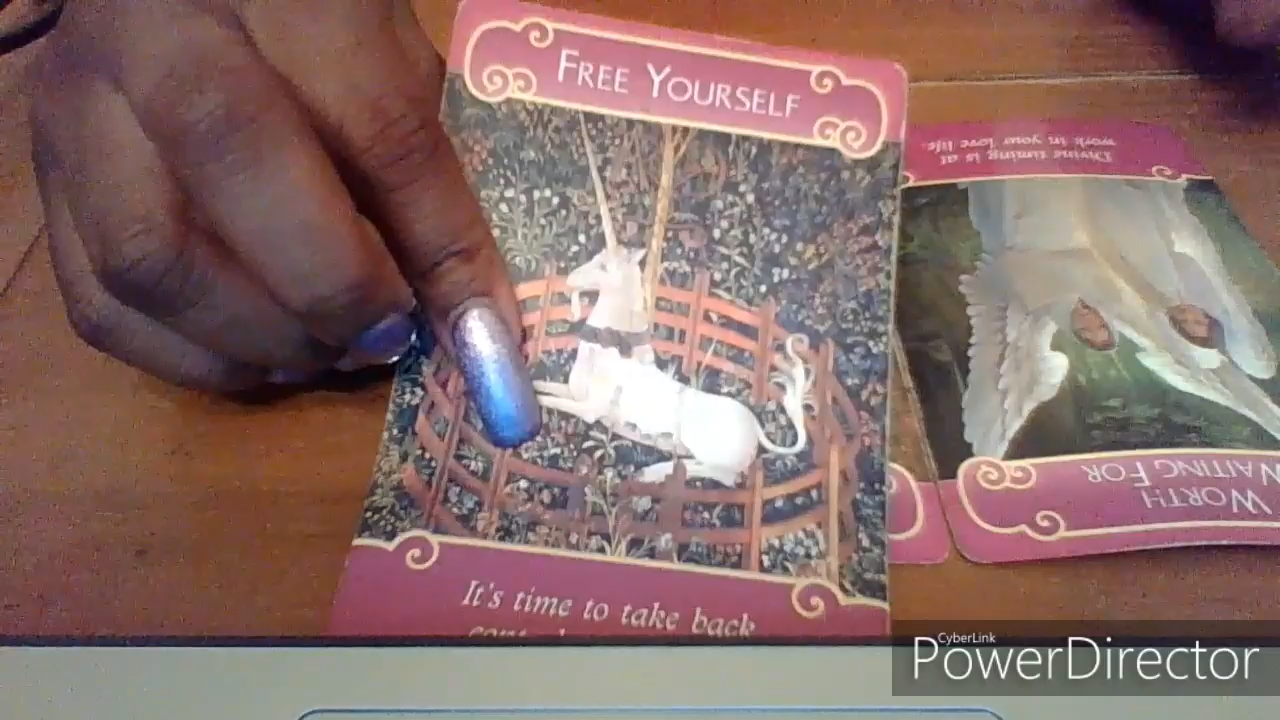 FREE YOURSELF
It's time to take back
Divine timing is at
work in your love life.
WORTH
WAITING FOR
CyberLink
PowerDirector